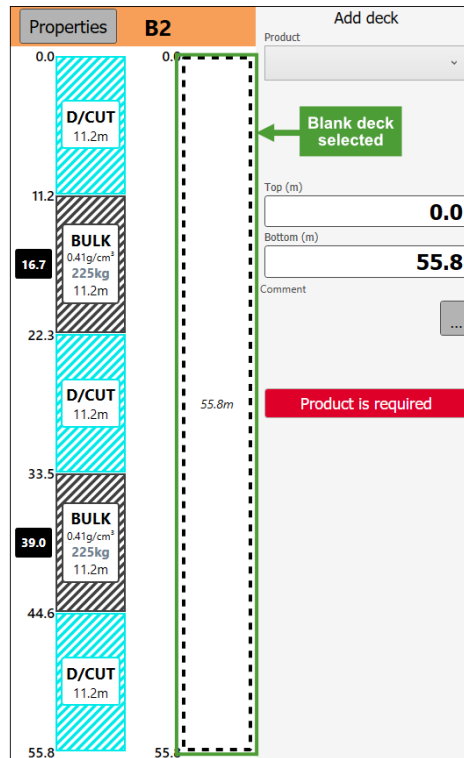 Properties
B2
Add deck
Product
0.0
0.0
D/CUT
11.2m
Blank deck
selected
11.2
Top (m)
0.0
BULK
0.41g/cm³
225kg
11.2m
16.7
Bottom (m)
55.8
Comment
...
22.3
D/CUT
11.2m
55.8m
Product is required
33.5
BULK
0.41g/cm³
225kg
11.2m
39.0
44.6
D/CUT
11.2m
55.8
55.8